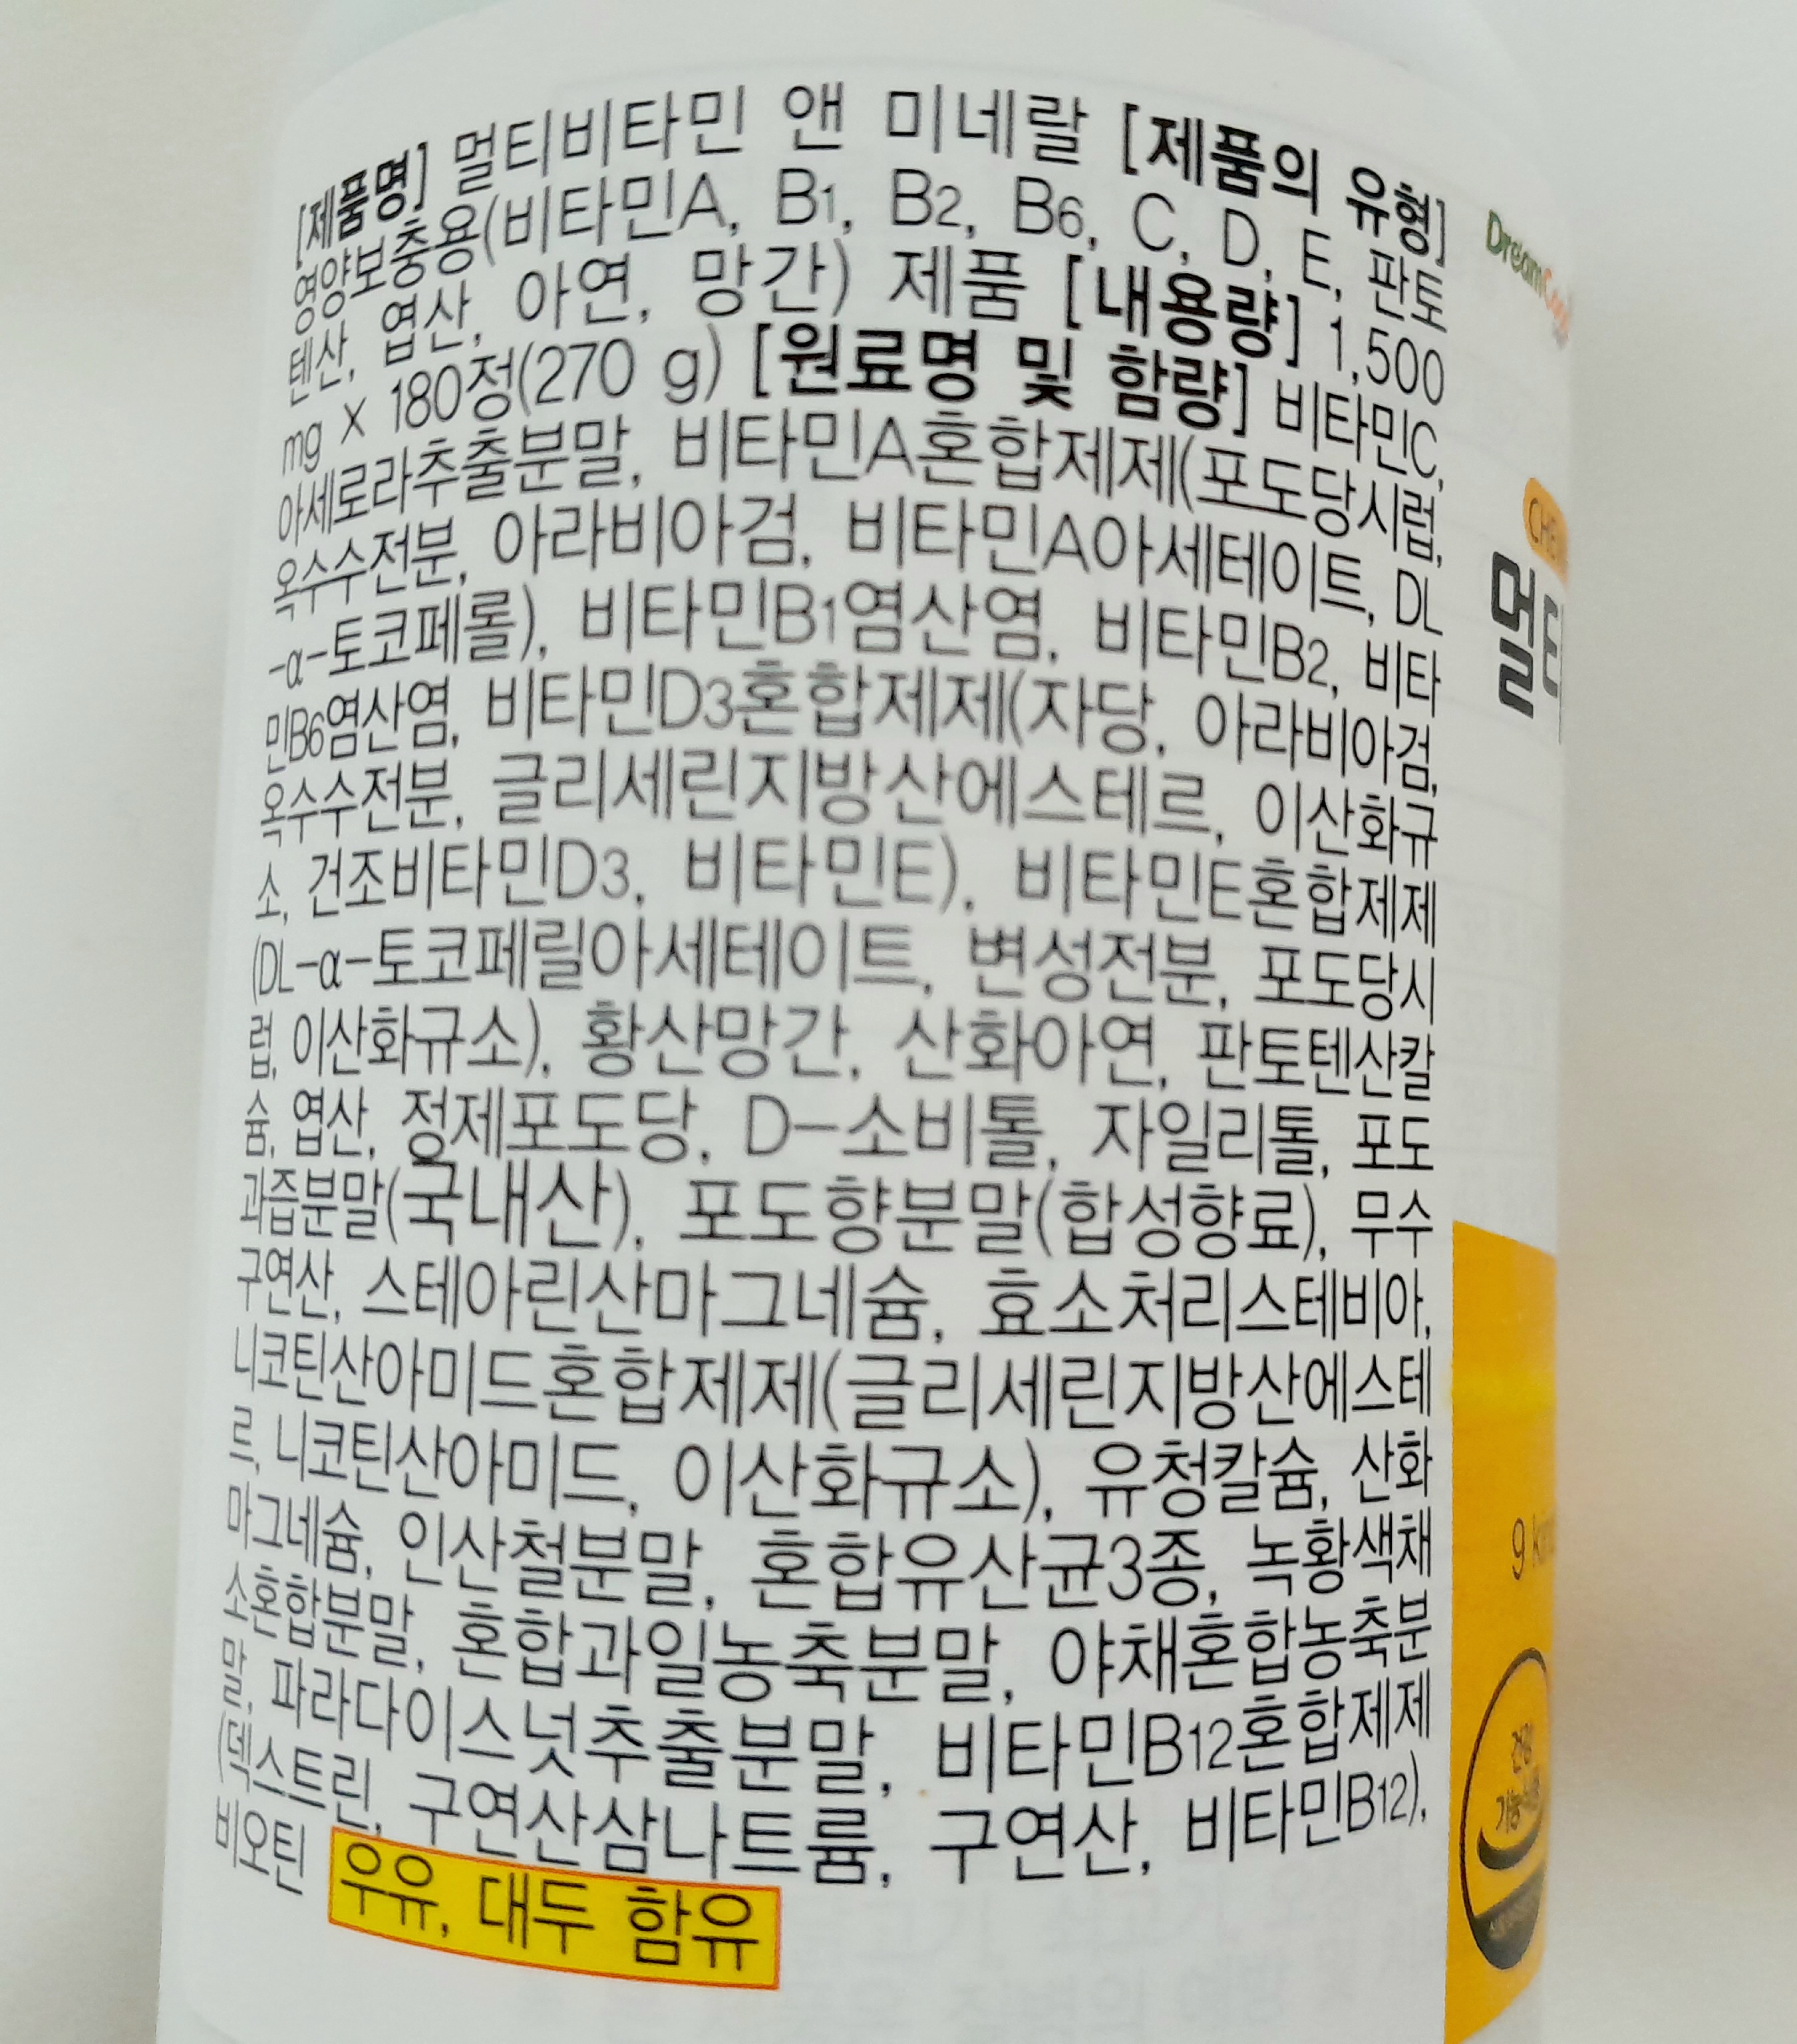 [제품명] 멀티비타민 앤 미네랄 [제품의 유형]
영양보충용(비타민A, B1, B2, B6, C, D, E, 판토
텐산, 엽산, 아연, 망간) 제품 [내용량] 1,500
mg x 180정(270 g) [원료명 및 함량] 비타민C,
아세로라추출분말, 비타민A혼합제제(포도당시럽,
옥수수전분, 아라비아검, 비타민A아세테이트, DL
-α-토코페롤), 비타민B1염산염, 비타민B2, 비타
민B6염산염, 비타민D3혼합제제(자당, 아라비아검,
옥수수전분, 글리세린지방산에스테르, 이산화규
소, 건조비타민D3, 비타민E), 비타민E혼합제제
(DL-α-토코페릴아세테이트, 변성전분, 포도당시
럽, 이산화규소), 황산망간, 산화아연, 판토텐산칼
슘, 엽산, 정제포도당, D-소비톨, 자일리톨, 포도
과즙분말(국내산), 포도향분말(합성향료), 무수
구연산, 스테아린산마그네슘, 효소처리스테비아,
니코틴산아미드혼합제제(글리세린지방산에스테
르, 니코틴산아미드, 이산화규소), 유청칼슘, 산화
마그네슘, 인산철분말, 혼합유산균3종, 녹황색채
소혼합분말, 혼합과일농축분말, 야채혼합농축분
말, 파라다이스넛추출분말, 비타민B12혼합제제
(덱스트린, 구연산삼나트륨, 구연산, 비타민B12),
비오틴 우유, 대두 함유
Dream
멀
9
건강
기능